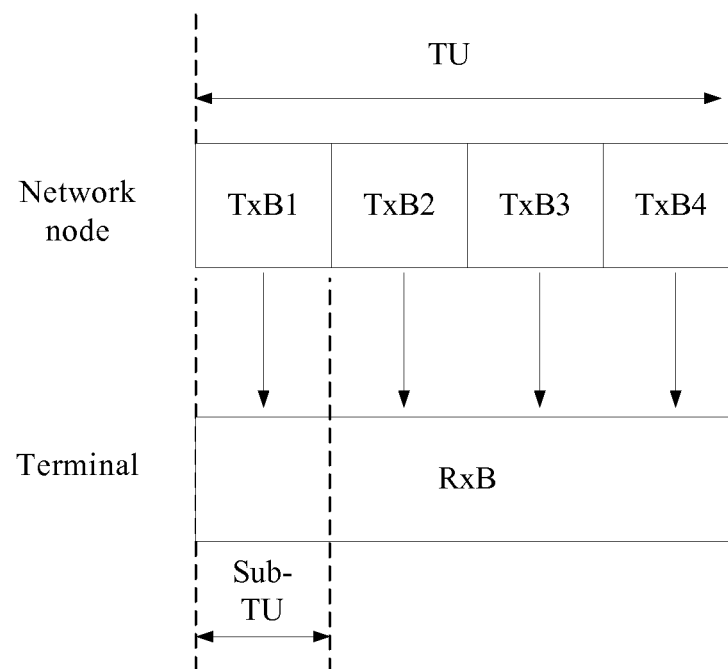 TU
Network
node
TxB1
TxB2
TxB3
TxB4
Terminal
RxB
Sub-
TU